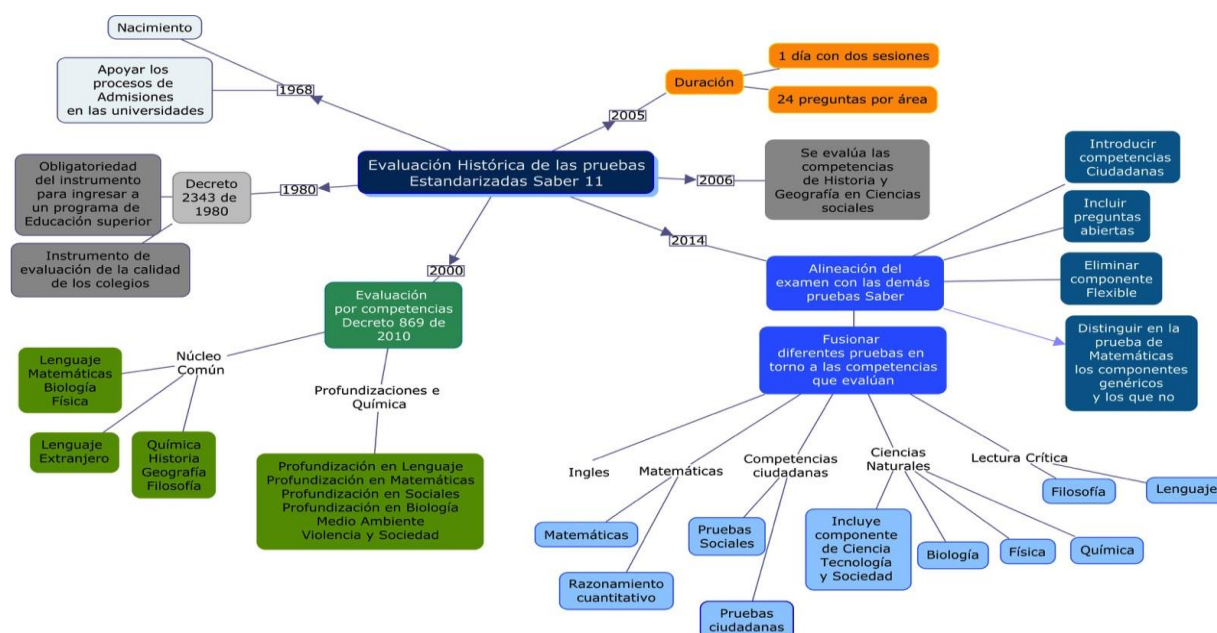 Nacimiento
Apoyar los
procesos de
Admisiones
en las universidades
1968
Evaluación Histórica de las pruebas
Estandarizadas Saber 11
2005
Duración
1 día con dos sesiones
24 preguntas por área
2006
Se evalúa las
competencias
de Historia y
Geografía en Ciencias
sociales
1980
Decreto
2343 de
1980
Obligatoriedad
del instrumento
para ingresar a
un programa de
Educación superior
Instrumento de
evaluación de la calidad
de los colegios
2000
Evaluación
por competencias
Decreto 869 de
2010
Núcleo
Común
Lenguaje
Matemáticas
Biología
Física
Lenguaje
Extranjero
Química
Historia
Geografía
Filosofía
Profundizaciones e
Química
Profundización en Lenguaje
Profundización en Matemáticas
Profundización en Sociales
Profundización en Biología
Medio Ambiente
Violencia y Sociedad
2014
Alineación del
examen con las demás
pruebas Saber
Introducir
competencias
Ciudadanas
Incluir
preguntas
abiertas
Eliminar
componente
Flexible
Distinguir en la
prueba de
Matemáticas
los componentes
genéricos
y los que no
Fusionar
diferentes pruebas en
torno a las competencias
que evalúan
Ingles
Matemáticas
Matemáticas
Razonamiento
cuantitativo
Competencias
ciudadanas
Pruebas
Sociales
Pruebas
ciudadanas
Ciencias
Naturales
Incluye
componente
de Ciencia
Tecnología
y Sociedad
Biología
Física
Química
Lectura Crítica
Filosofía
Lenguaje